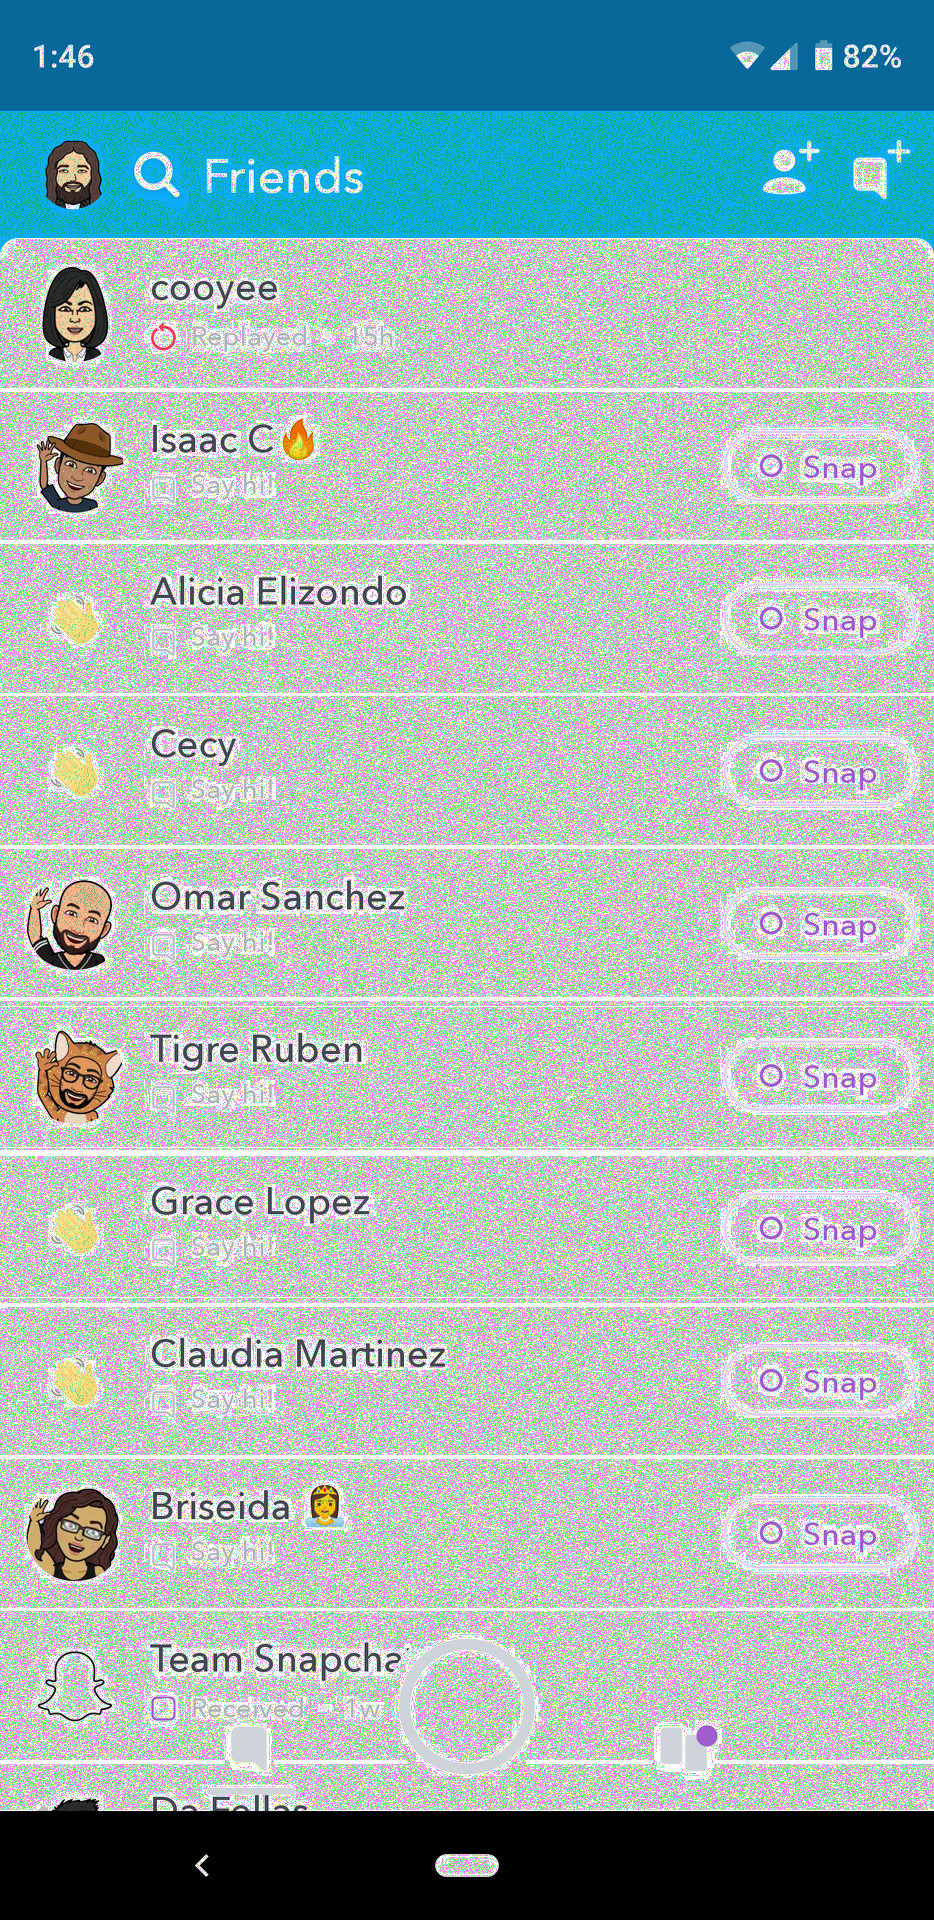 1:46
82%
Friends
cooyee
Replayed 15h
Isaac C🔥
Say hi!
Snap
Alicia Elizondo
Say hi!
Snap
Cecy
Say hi!
Snap
Omar Sanchez
Say hi!
Snap
Tigre Ruben
Say hi!
Snap
Grace Lopez
Say hi!
Snap
Claudia Martinez
Say hi!
Snap
Briseida 👸
Say hi!
Snap
Team Snapcha
Received 1w
Da Fellas